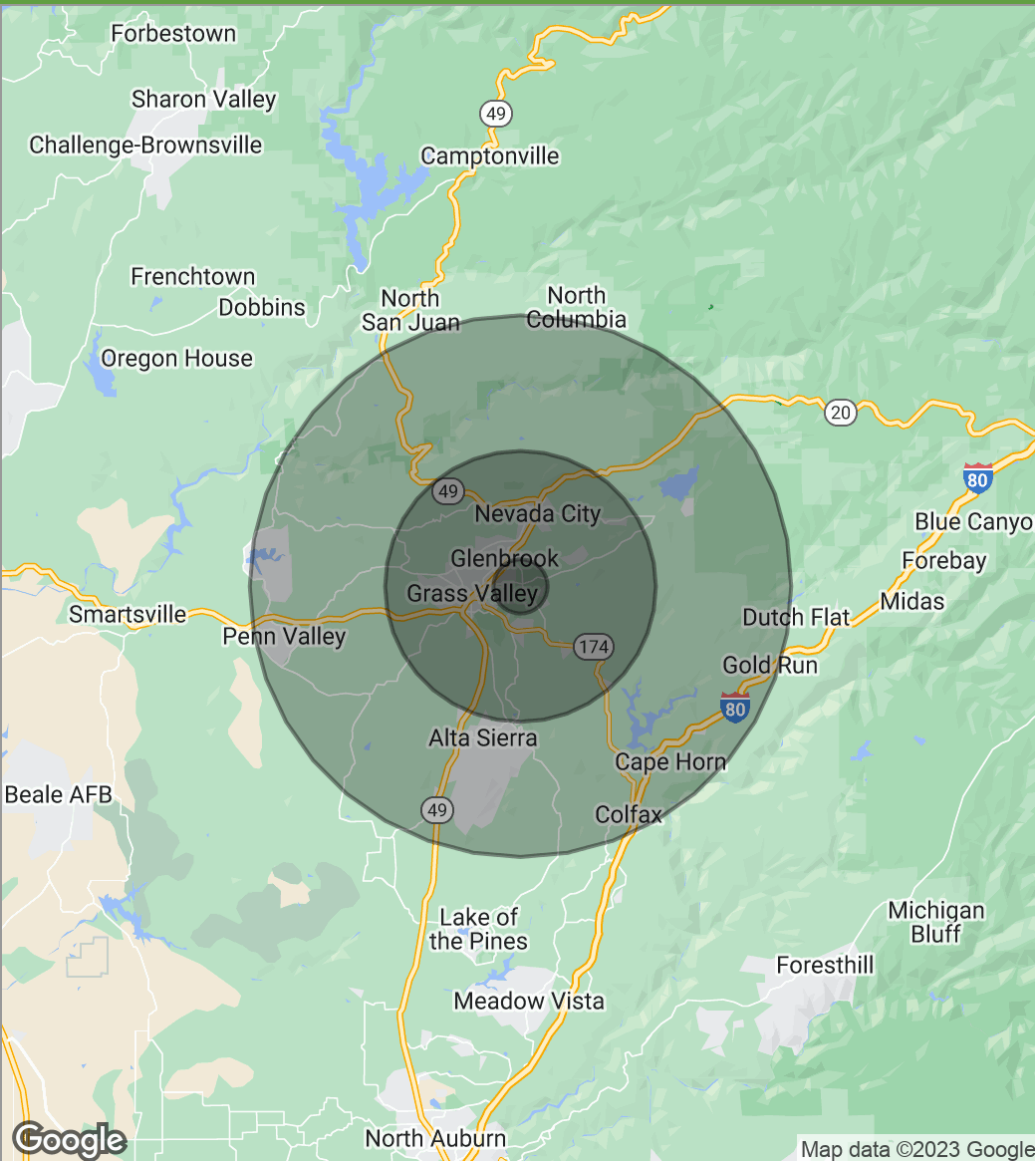 Forbestown
Sharon Valley
49
Challenge-Brownsville
Camptonville
Frenchtown
Dobbins
North
San Juan
North
Columbia
Oregon House
20
80
49
Nevada City
Blue Canyo
Glenbrook
Forebay
Grass Valley
Midas
Smartsville
Dutch Flat
Penn Valley
174
Gold Run
80
Alta Sierra
Cape Horn
Beale AFB
49
Colfax
Lake of
the Pines
Michigan
Bluff
Foresthill
Meadow Vista
North Auburn
Google
Map data ©2023 Google